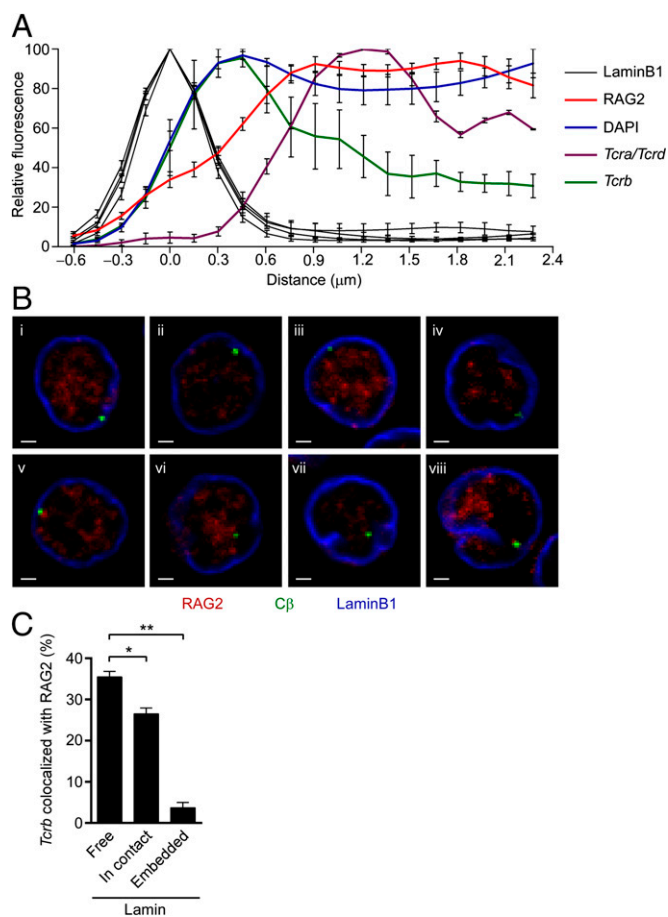 A
Relative fluorescence
100
80
60
40
20
0
−0.6 −0.3 0.0 0.3 0.6 0.9 1.2 1.5 1.8 2.1 2.4
Distance (μm)
LaminB1
RAG2
DAPI
Tcra/Tcrd
Tcrb
B
i ii iii iv
v vi vii viii
RAG2 Cβ LaminB1
C
Tcrb colocalized with RAG2 (%)
40
30
20
10
0
**
*
Free In contact Embedded
Lamin